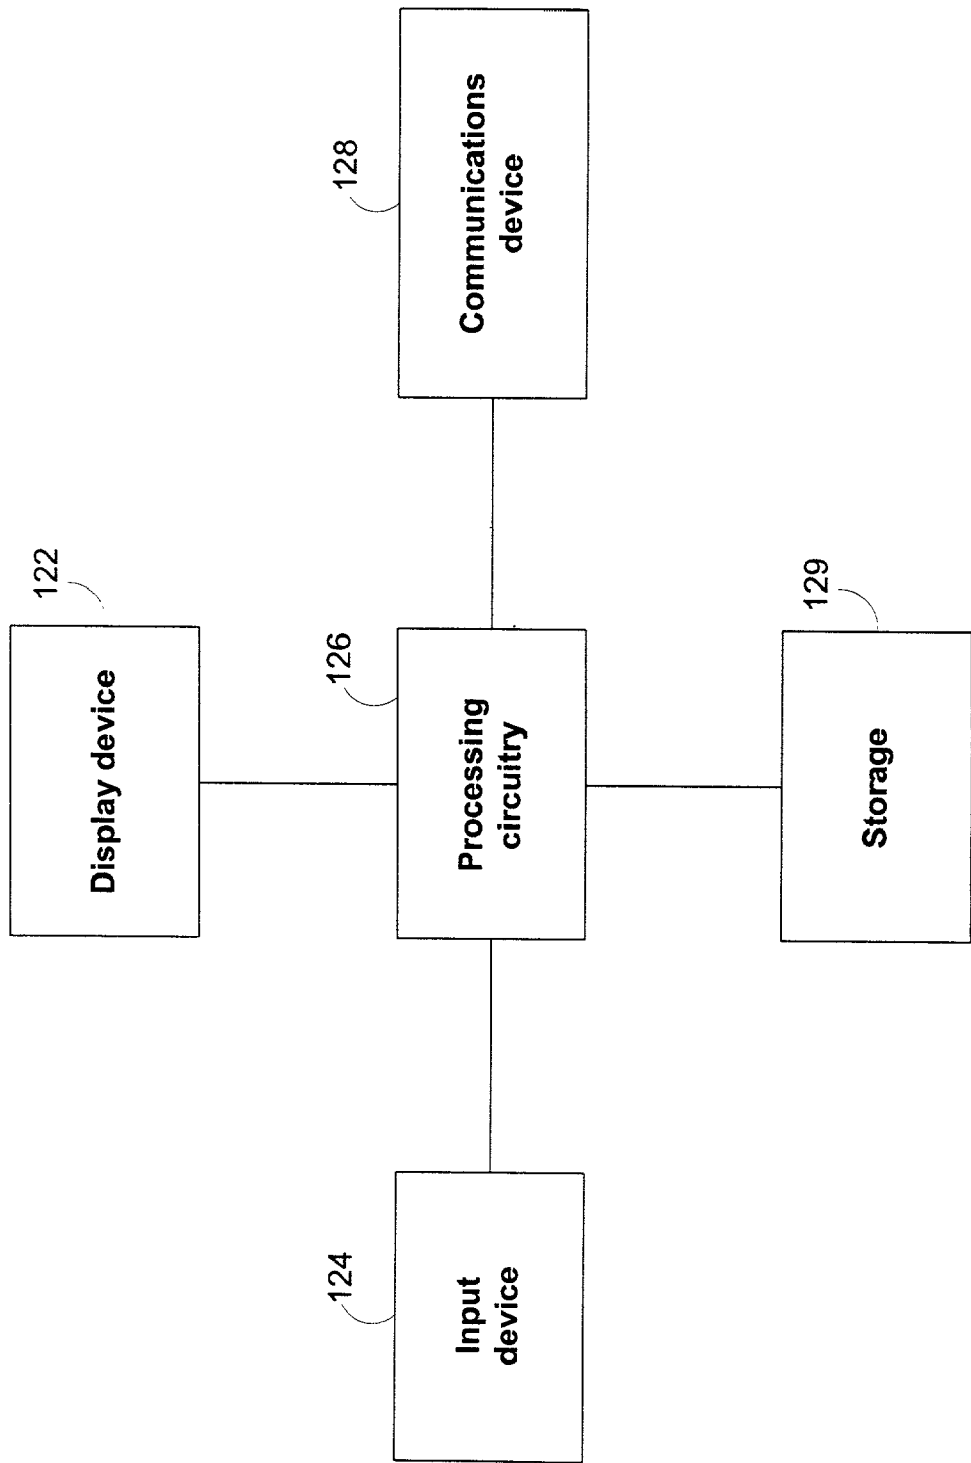 122
Display device
124
Input
device
126
Processing
circuitry
128
Communications
device
129
Storage